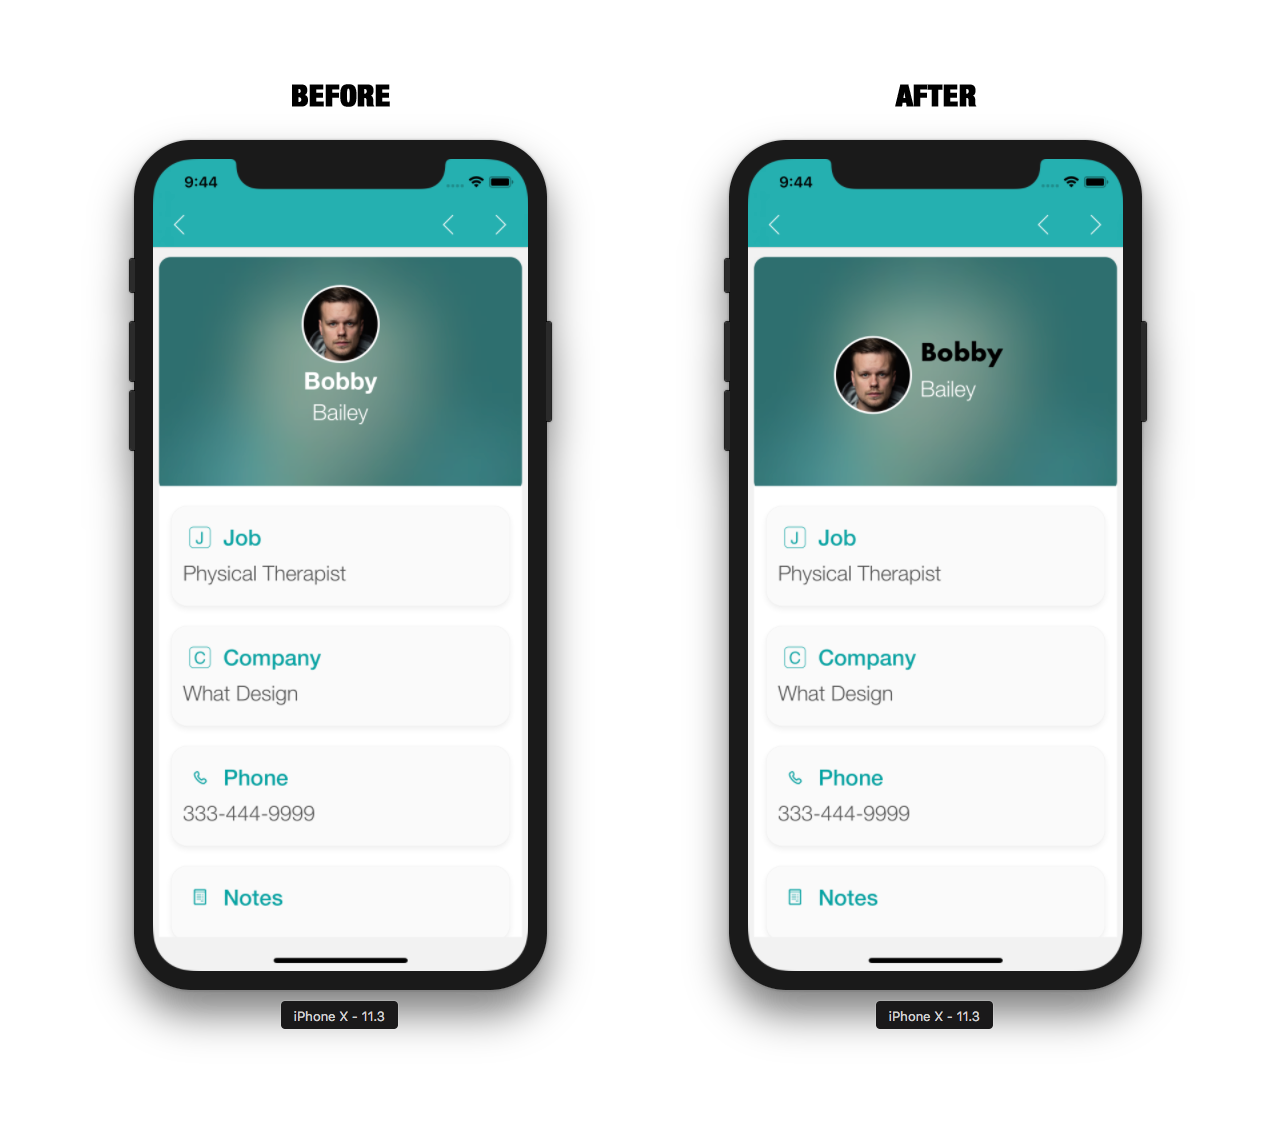 BEFORE
9:44
Bobby
Bailey
J Job
Physical Therapist
C Company
What Design
Phone
333-444-9999
Notes
iPhone X - 11.3
AFTER
9:44
Bobby
Bailey
J Job
Physical Therapist
C Company
What Design
Phone
333-444-9999
Notes
iPhone X - 11.3